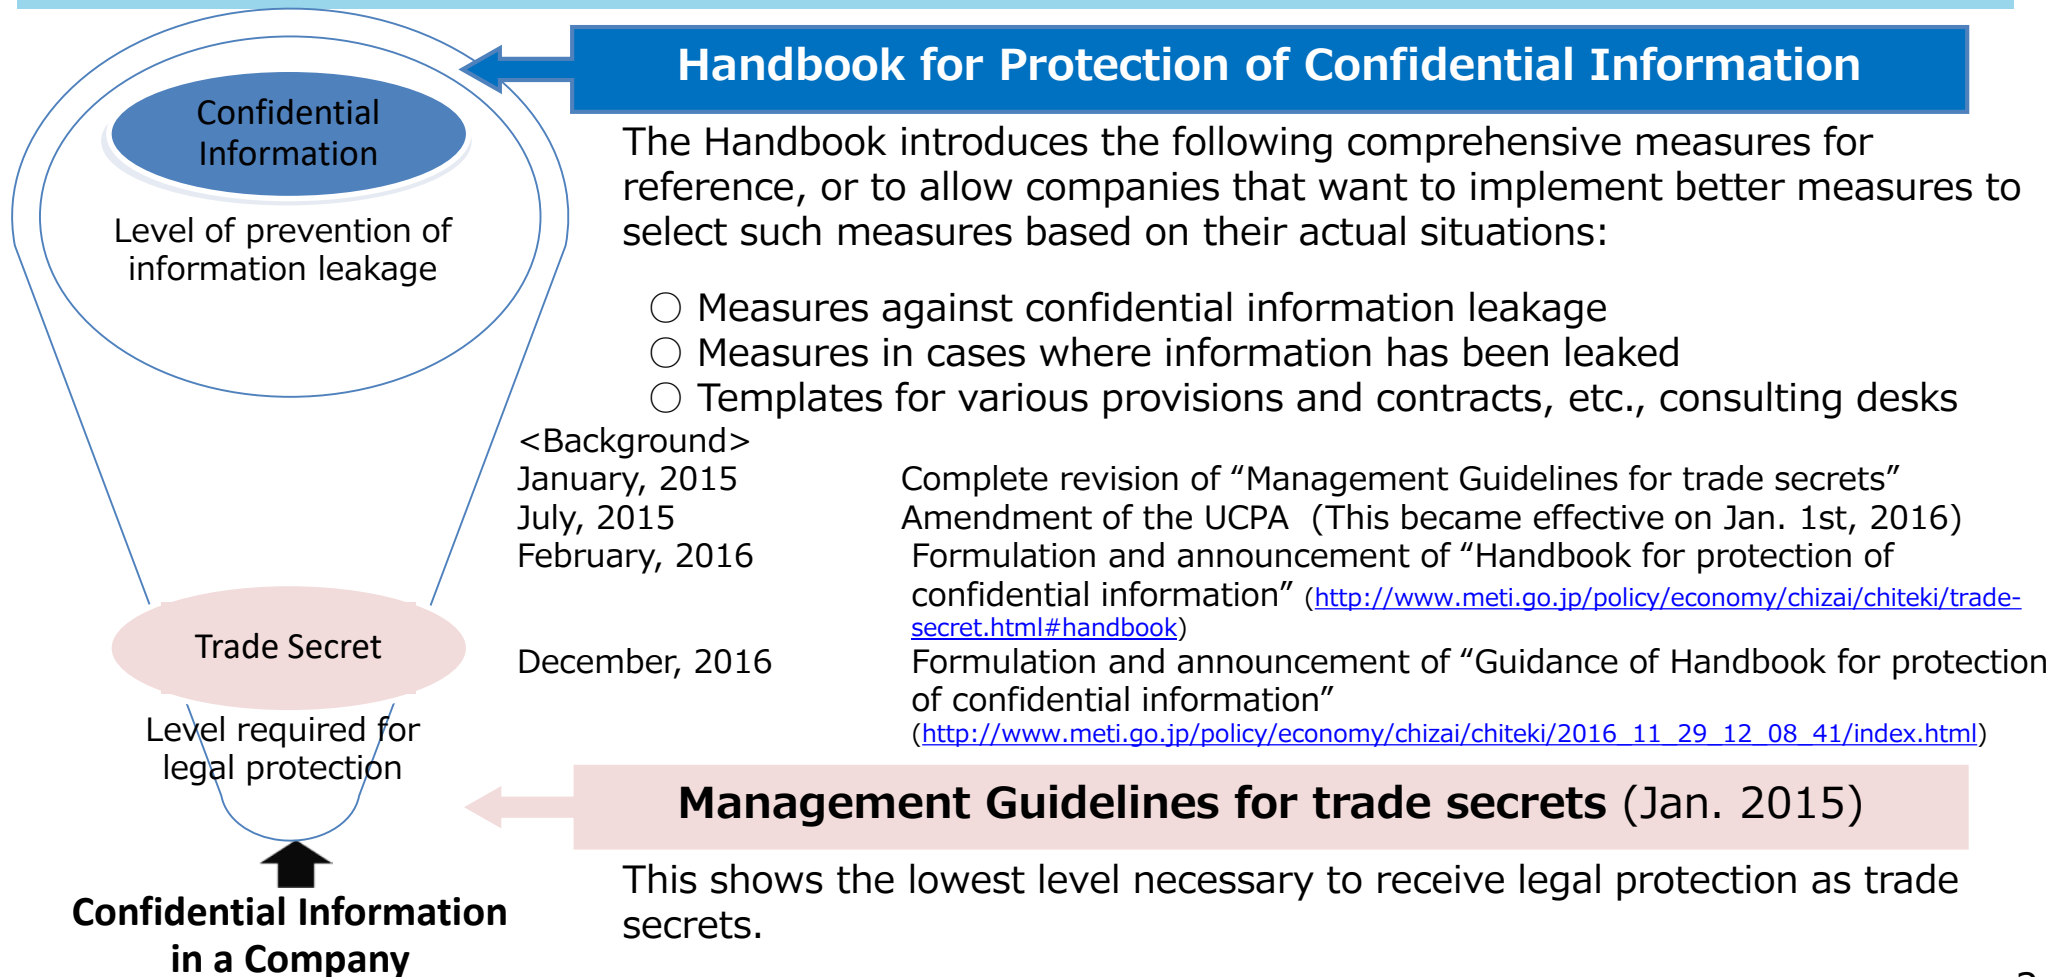 Handbook for Protection of Confidential Information
Confidential
Information
Level of prevention of
information leakage
The Handbook introduces the following comprehensive measures for
reference, or to allow companies that want to implement better measures to
select such measures based on their actual situations:
○ Measures against confidential information leakage
○ Measures in cases where information has been leaked
○ Templates for various provisions and contracts, etc., consulting desks
<Background>
January, 2015 Complete revision of “Management Guidelines for trade secrets”
July, 2015 Amendment of the UCPA (This became effective on Jan. 1st, 2016)
February, 2016 Formulation and announcement of “Handbook for protection of
confidential information” (http://www.meti.go.jp/policy/economy/chizai/chiteki/trade-
secret.html#handbook)
December, 2016 Formulation and announcement of “Guidance of Handbook for protection
of confidential information”
(http://www.meti.go.jp/policy/economy/chizai/chiteki/2016_11_29_12_08_41/index.html)
Trade Secret
Level required for
legal protection
Management Guidelines for trade secrets (Jan. 2015)
This shows the lowest level necessary to receive legal protection as trade
secrets.
Confidential Information
in a Company